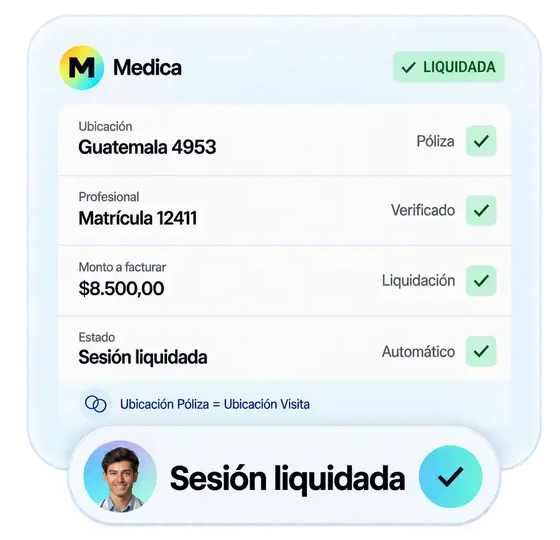 M Medica
LIQUIDADA
Ubicación
Guatemala 4953
Póliza
Profesional
Matrícula 12411
Verificado
Monto a facturar
$8.500,00
Liquidación
Estado
Sesión liquidada
Automático
Ubicación Póliza = Ubicación Visita
Sesión liquidada